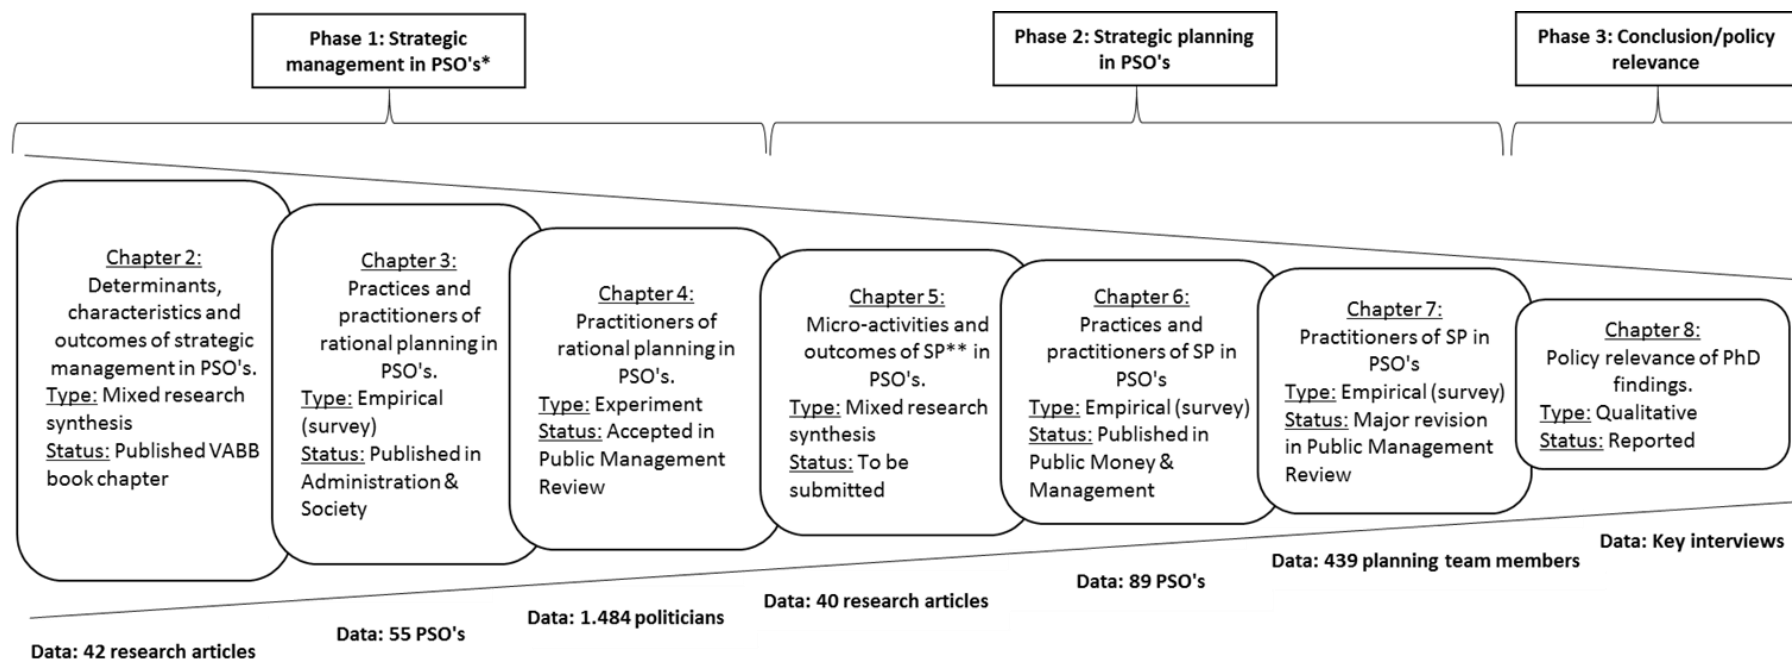 Phase 1: Strategic
management in PSO's*
Phase 2: Strategic planning
in PSO's
Phase 3: Conclusion/policy
relevance
Chapter 2:
Determinants,
characteristics and
outcomes of strategic
management in PSO's.
Type: Mixed research
synthesis
Status: Published VABB
book chapter
Chapter 3:
Practices and
practitioners of
rational planning in
PSO's.
Type: Empirical
(survey)
Status: Published in
Administration &
Society
Chapter 4:
Practitioners of
rational planning in
PSO's.
Type: Experiment
Status: Accepted in
Public Management
Review
Chapter 5:
Micro-activities and
outcomes of SP** in
PSO's.
Type: Mixed research
synthesis
Status: To be
submitted
Chapter 6:
Practices and
practitioners of SP in
PSO's
Type: Empirical (survey)
Status: Published in
Public Money &
Management
Chapter 7:
Practitioners of SP in
PSO's
Type: Empirical (survey)
Status: Major revision
in Public Management
Review
Chapter 8:
Policy relevance of PhD
findings.
Type: Qualitative
Status: Reported
Data: 42 research articles
Data: 55 PSO's
Data: 1.484 politicians
Data: 40 research articles
Data: 89 PSO's
Data: 439 planning team members
Data: Key interviews